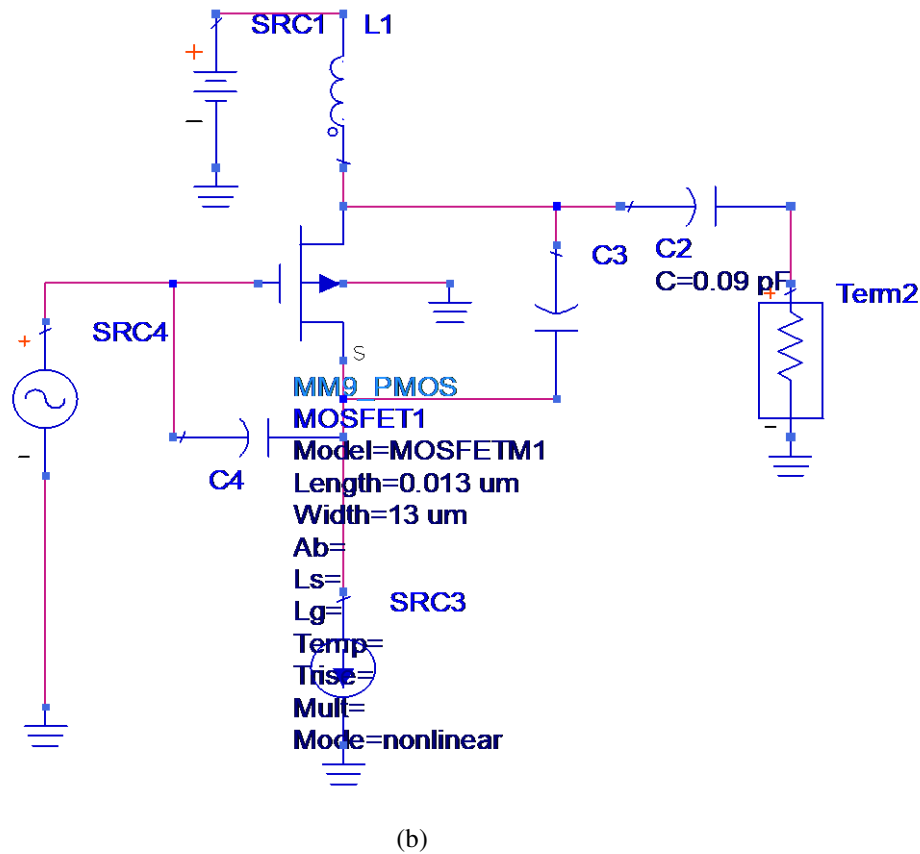 SRC1
L1
+
−
C3
C2
C=0.09 pF
+
Term2
−
+
SRC4
−
S
MM9_PMOS
MOSFET1
Model=MOSFETM1
Length=0.013 um
Width=13 um
Ab=
Ls=
Lg=
Temp=
Trise=
Mult=
Mode=nonlinear
C4
SRC3
(b)